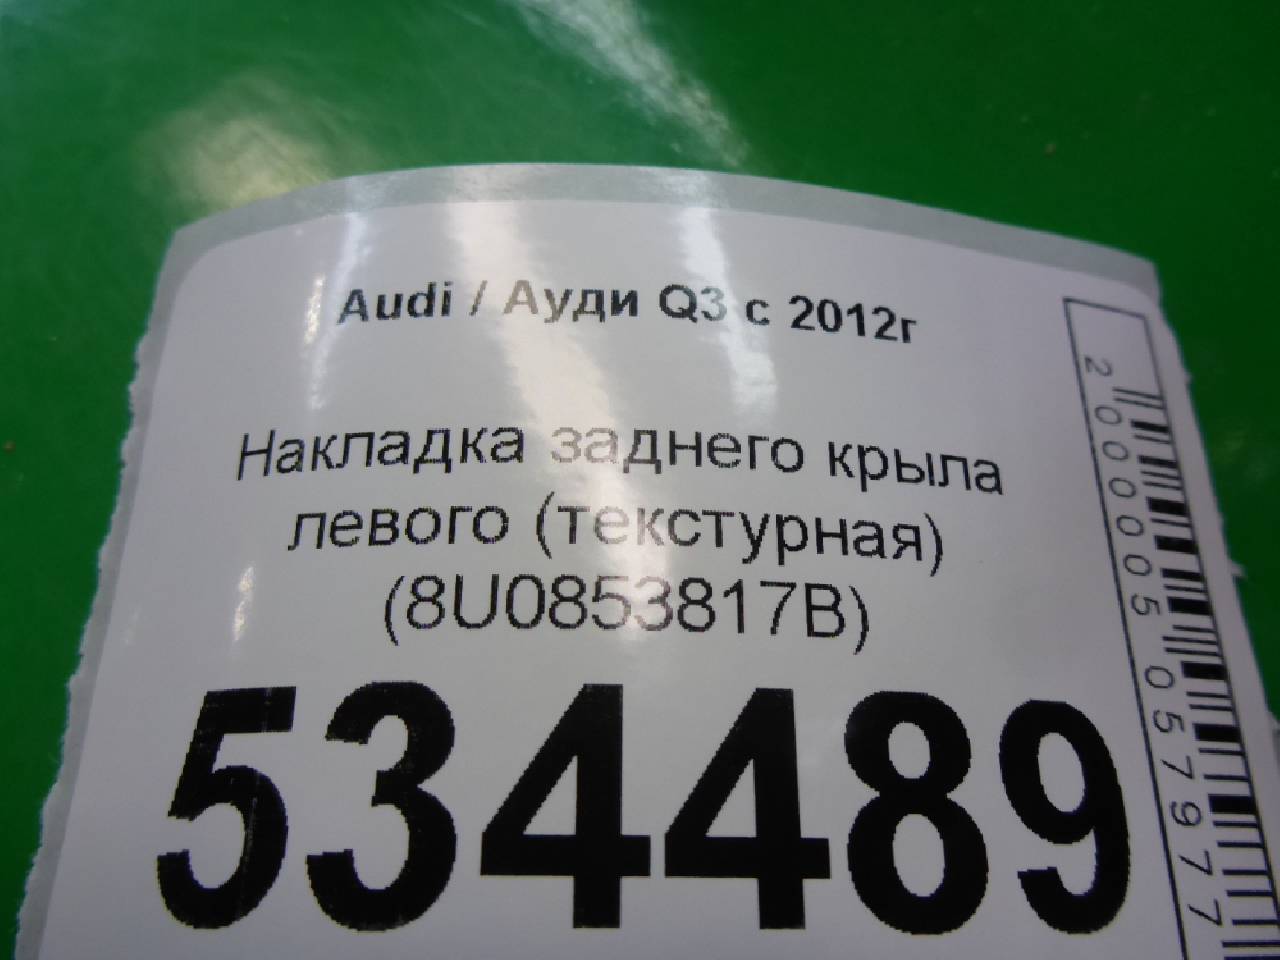 Audi / Ауди Q3 с 2012г
Накладка заднего крыла
левого (текстурная)
(8U0853817B)
534489
2000005057977